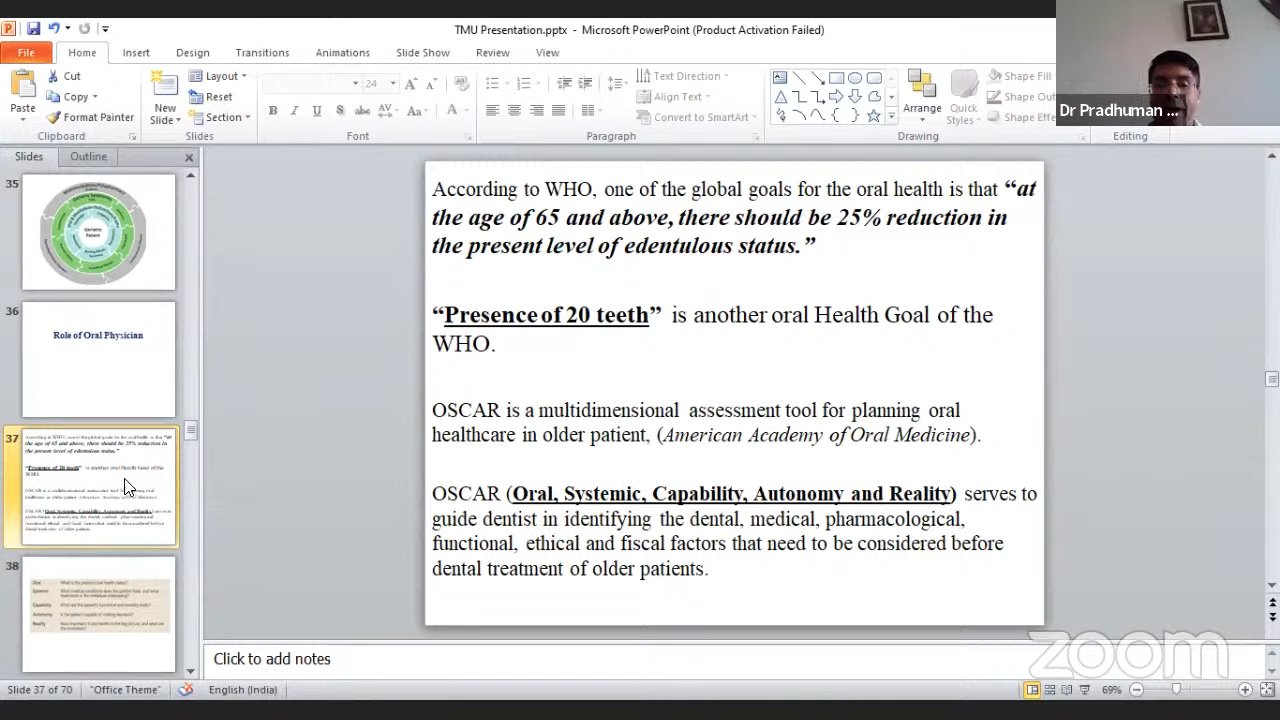 TMU Presentation.pptx - Microsoft PowerPoint (Product Activation Failed)
File Home Insert Design Transitions Animations Slide Show Review View
Paste
Cut
Copy
Format Painter
Clipboard
New Slide
Layout
Reset
Section
Slides
24
Font
Paragraph
Text Direction
Align Text
Convert to SmartArt
Arrange
Quick Styles
Shape Fill
Shape Out
Shape Effe
Drawing
Editing
Dr Pradhuman ...
Slides Outline
35
36
Role of Oral Physician
37
38
According to WHO, one of the global goals for the oral health is that “at
the age of 65 and above, there should be 25% reduction in
the present level of edentulous status.”
“Presence of 20 teeth” is another oral Health Goal of the
WHO.
OSCAR is a multidimensional assessment tool for planning oral
healthcare in older patient, (American Academy of Oral Medicine).
OSCAR (Oral, Systemic, Capability, Autonomy and Reality) serves to
guide dentist in identifying the dental, medical, pharmacological,
functional, ethical and fiscal factors that need to be considered before
dental treatment of older patients.
Click to add notes
zoom
Slide 37 of 70 "Office Theme" English (India) 69%